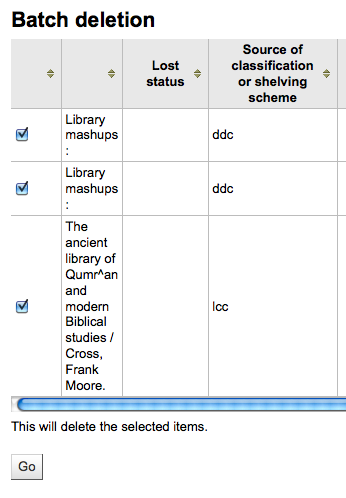 Batch deletion
Lost
status
Source of
classification
or shelving
scheme
Library
mashups
:
ddc
Library
mashups
:
ddc
The
ancient
library of
Qumr^an
and
modern
Biblical
studies /
Cross,
Frank
Moore.
lcc
This will delete the selected items.
Go